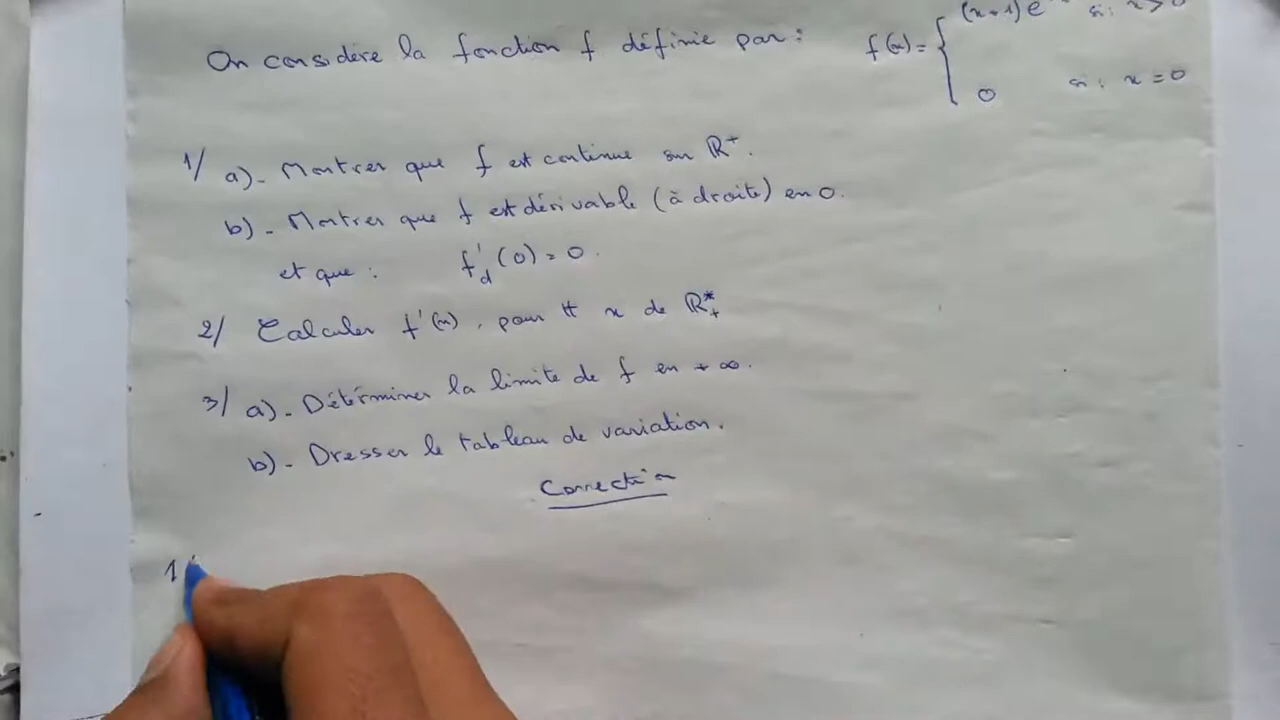 (x+1)e si: x>0
On considère la fonction f définie par: f(x)=
0 si: x=0
1/ a)- Montrer que f est continue sur R⁺.
b)- Montrer que f est dérivable (à droite) en 0.
et que: f'd(0)=0.
2/ Calculer f'(x), pour ∀ x de R*₊
3/ a)- Détérminer la limite de f en +∞.
b)- Dresser le tableau de variation.
Correction
1